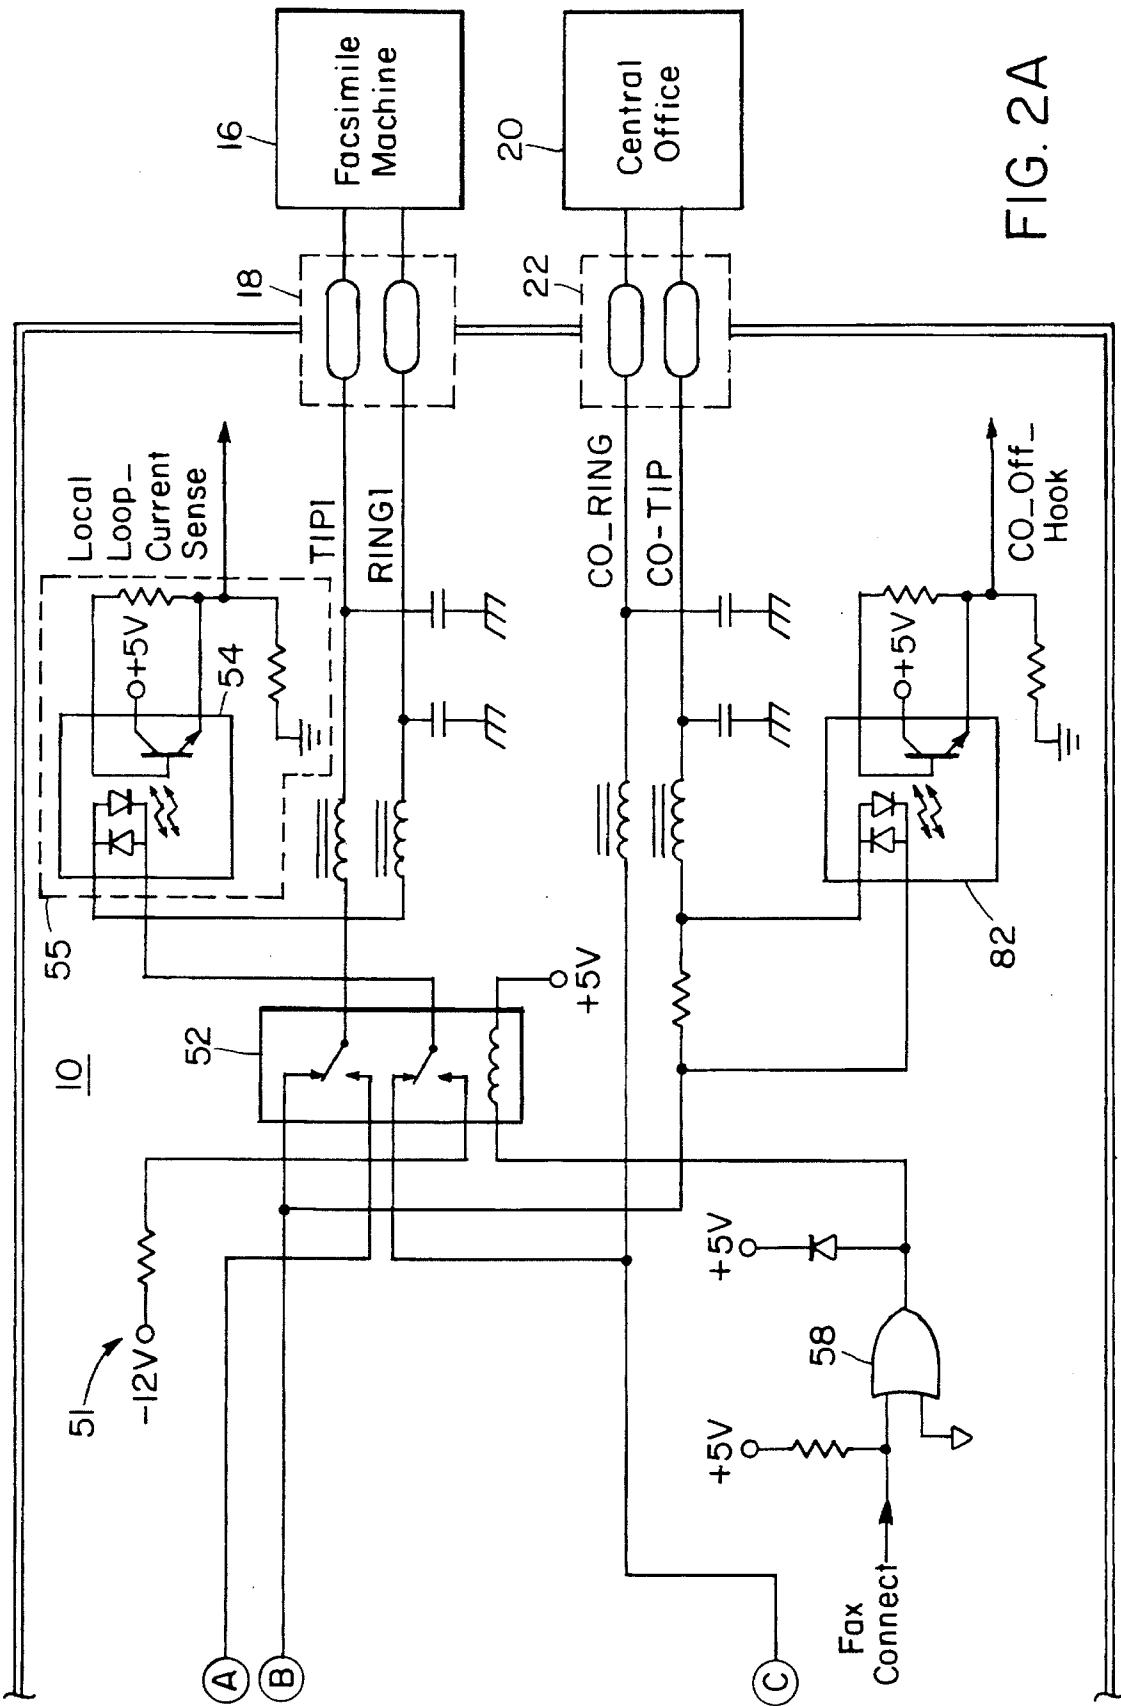 16
Facsimile
Machine
20
Central
Office
FIG. 2A
18
22
Local
Loop_
Current
Sense
TIP1
RING1
CO_RING
CO-TIP
CO_Off_
Hook
+5V
54
+5V
55
82
10
52
+5V
51
-12V
+5V
58
+5V
Fax
Connect
A
B
C